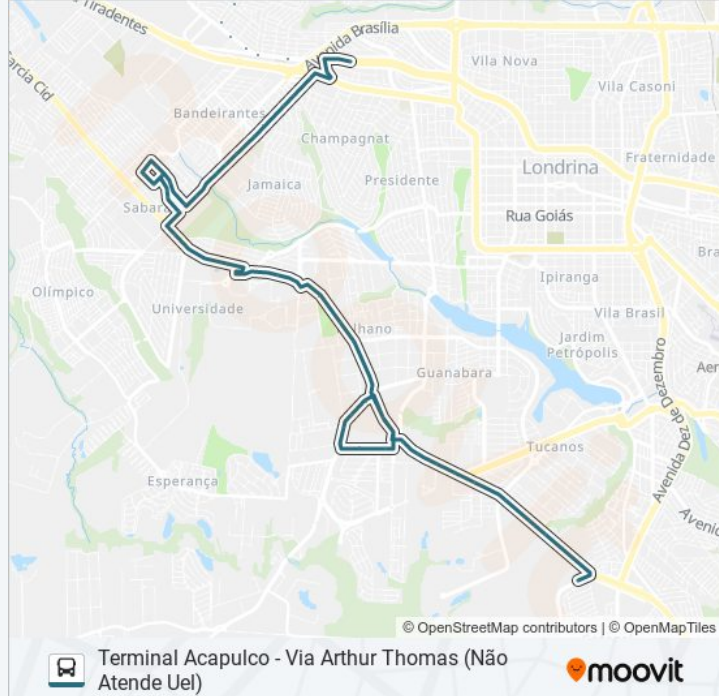 Tiradentes
Avenida Brasília
Garcia Cid
Vila Nova
Vila Casoni
Bandeirantes
Champagnat
Fraternidade
Londrina
Presidente
Jamaica
Sabará
Rua Goiás
Bra
Ipiranga
Olímpico
Universidade
Vila Brasil
lhano
Jardim
Petrópolis
Aer
Guanabara
Avenida Dez de Dezembro
Tucanos
Esperança
Avenid
© OpenStreetMap contributors | © OpenMapTiles
Terminal Acapulco - Via Arthur Thomas (Não
Atende Uel)
moovit